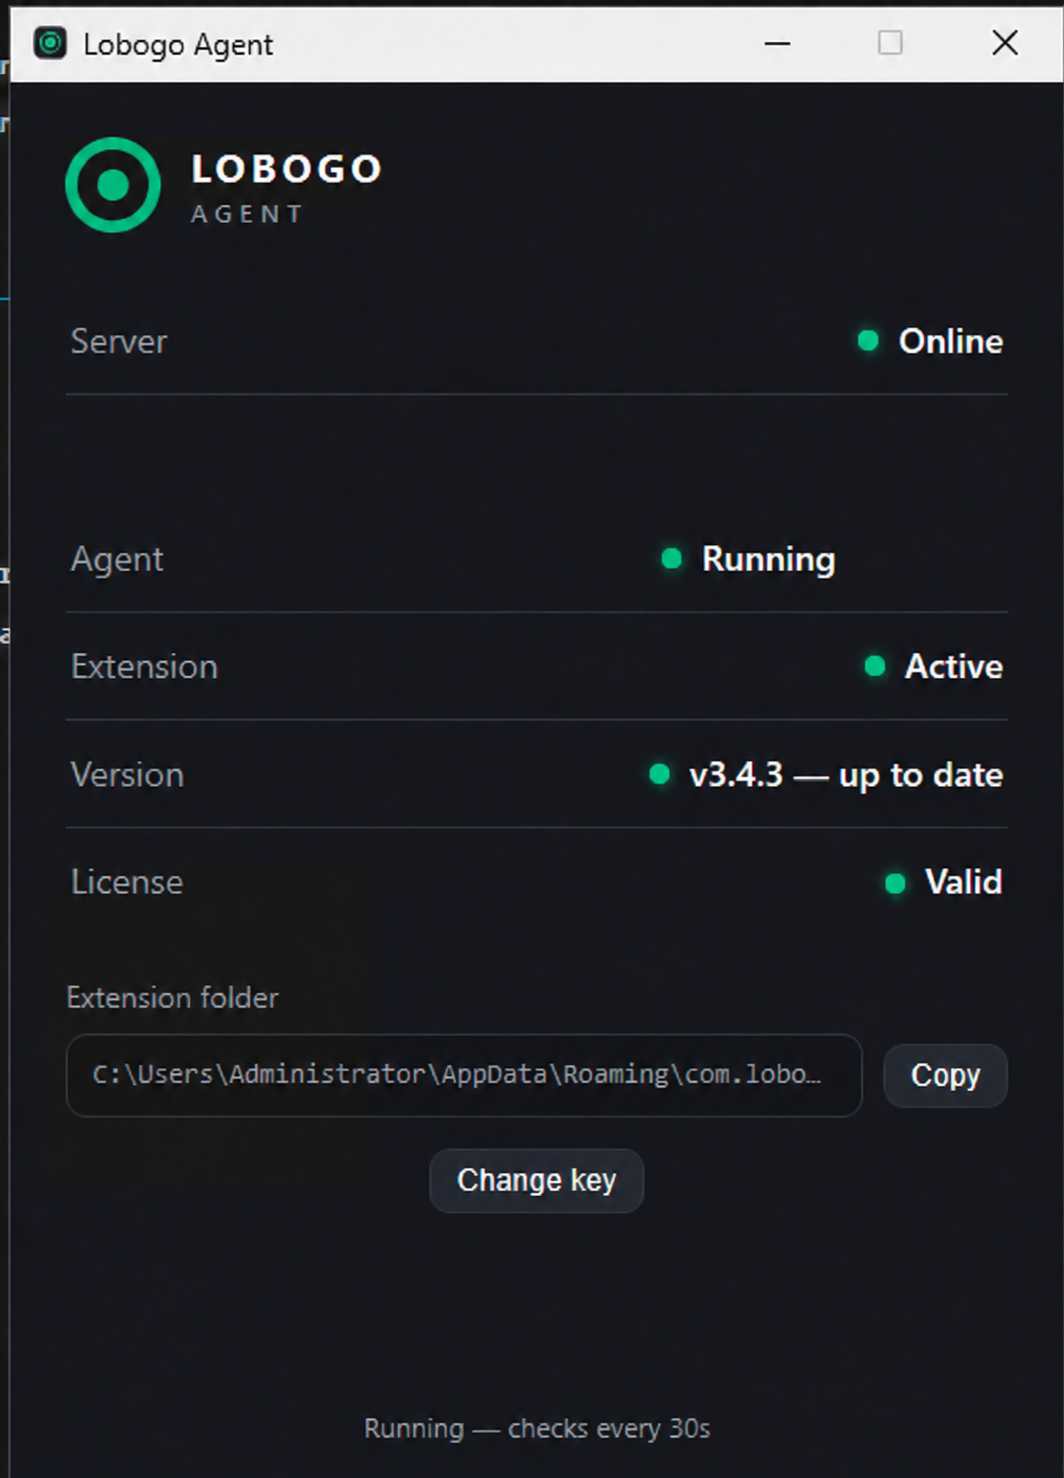 Lobogo Agent
LOBOGO
AGENT
Server Online
Agent Running
Extension Active
Version v3.4.3 — up to date
License Valid
Extension folder
C:\Users\Administrator\AppData\Roaming\com.lobo… Copy
Change key
Running — checks every 30s